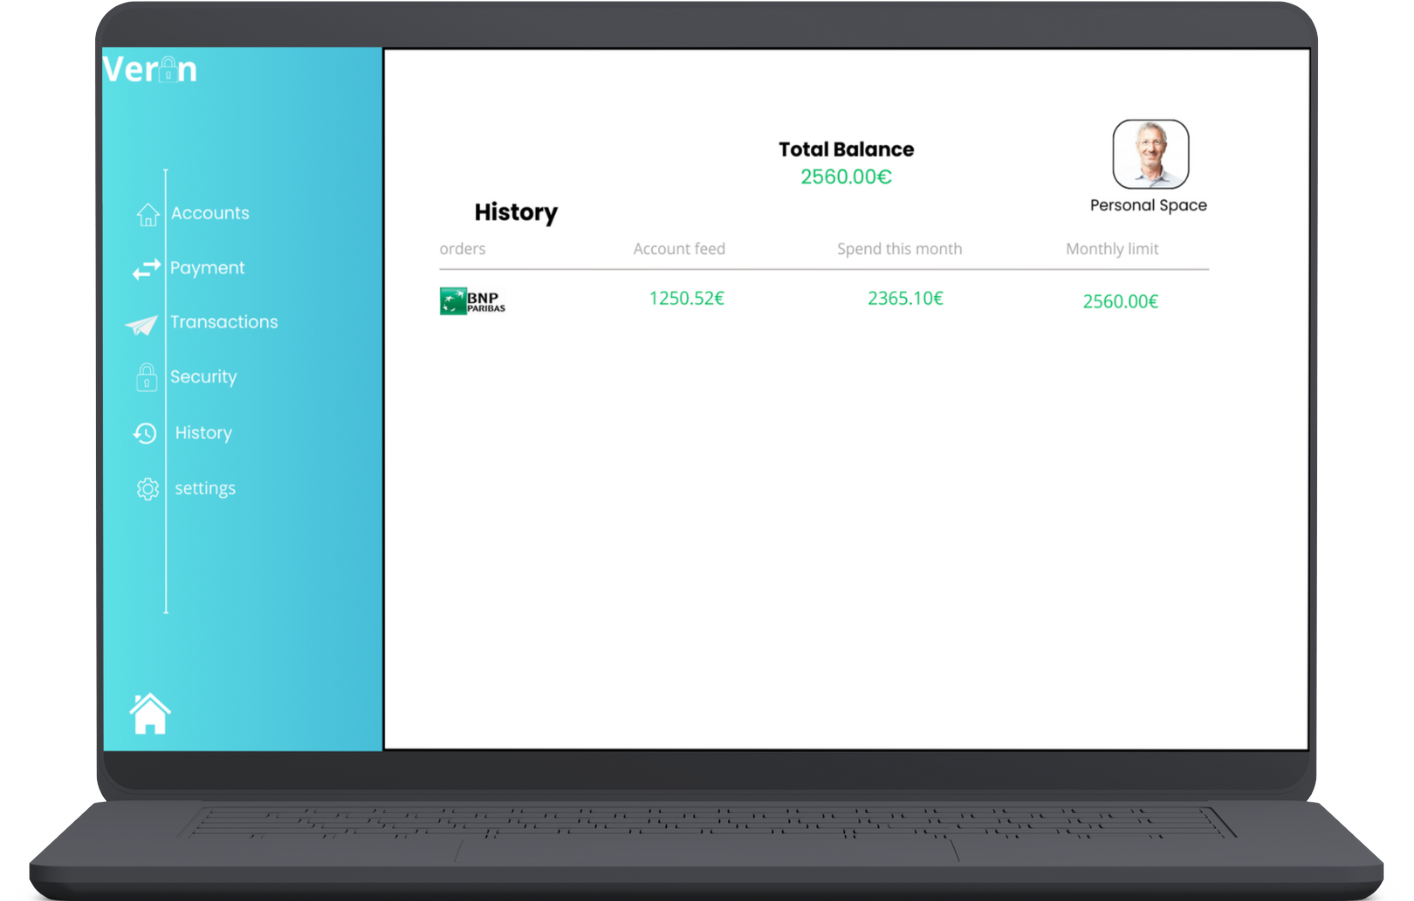 Veron
Total Balance
2560.00€
Personal Space
History
orders Account feed Spend this month Monthly limit
BNP
PARIBAS
1250.52€ 2365.10€ 2560.00€
Accounts
Payment
Transactions
Security
History
settings